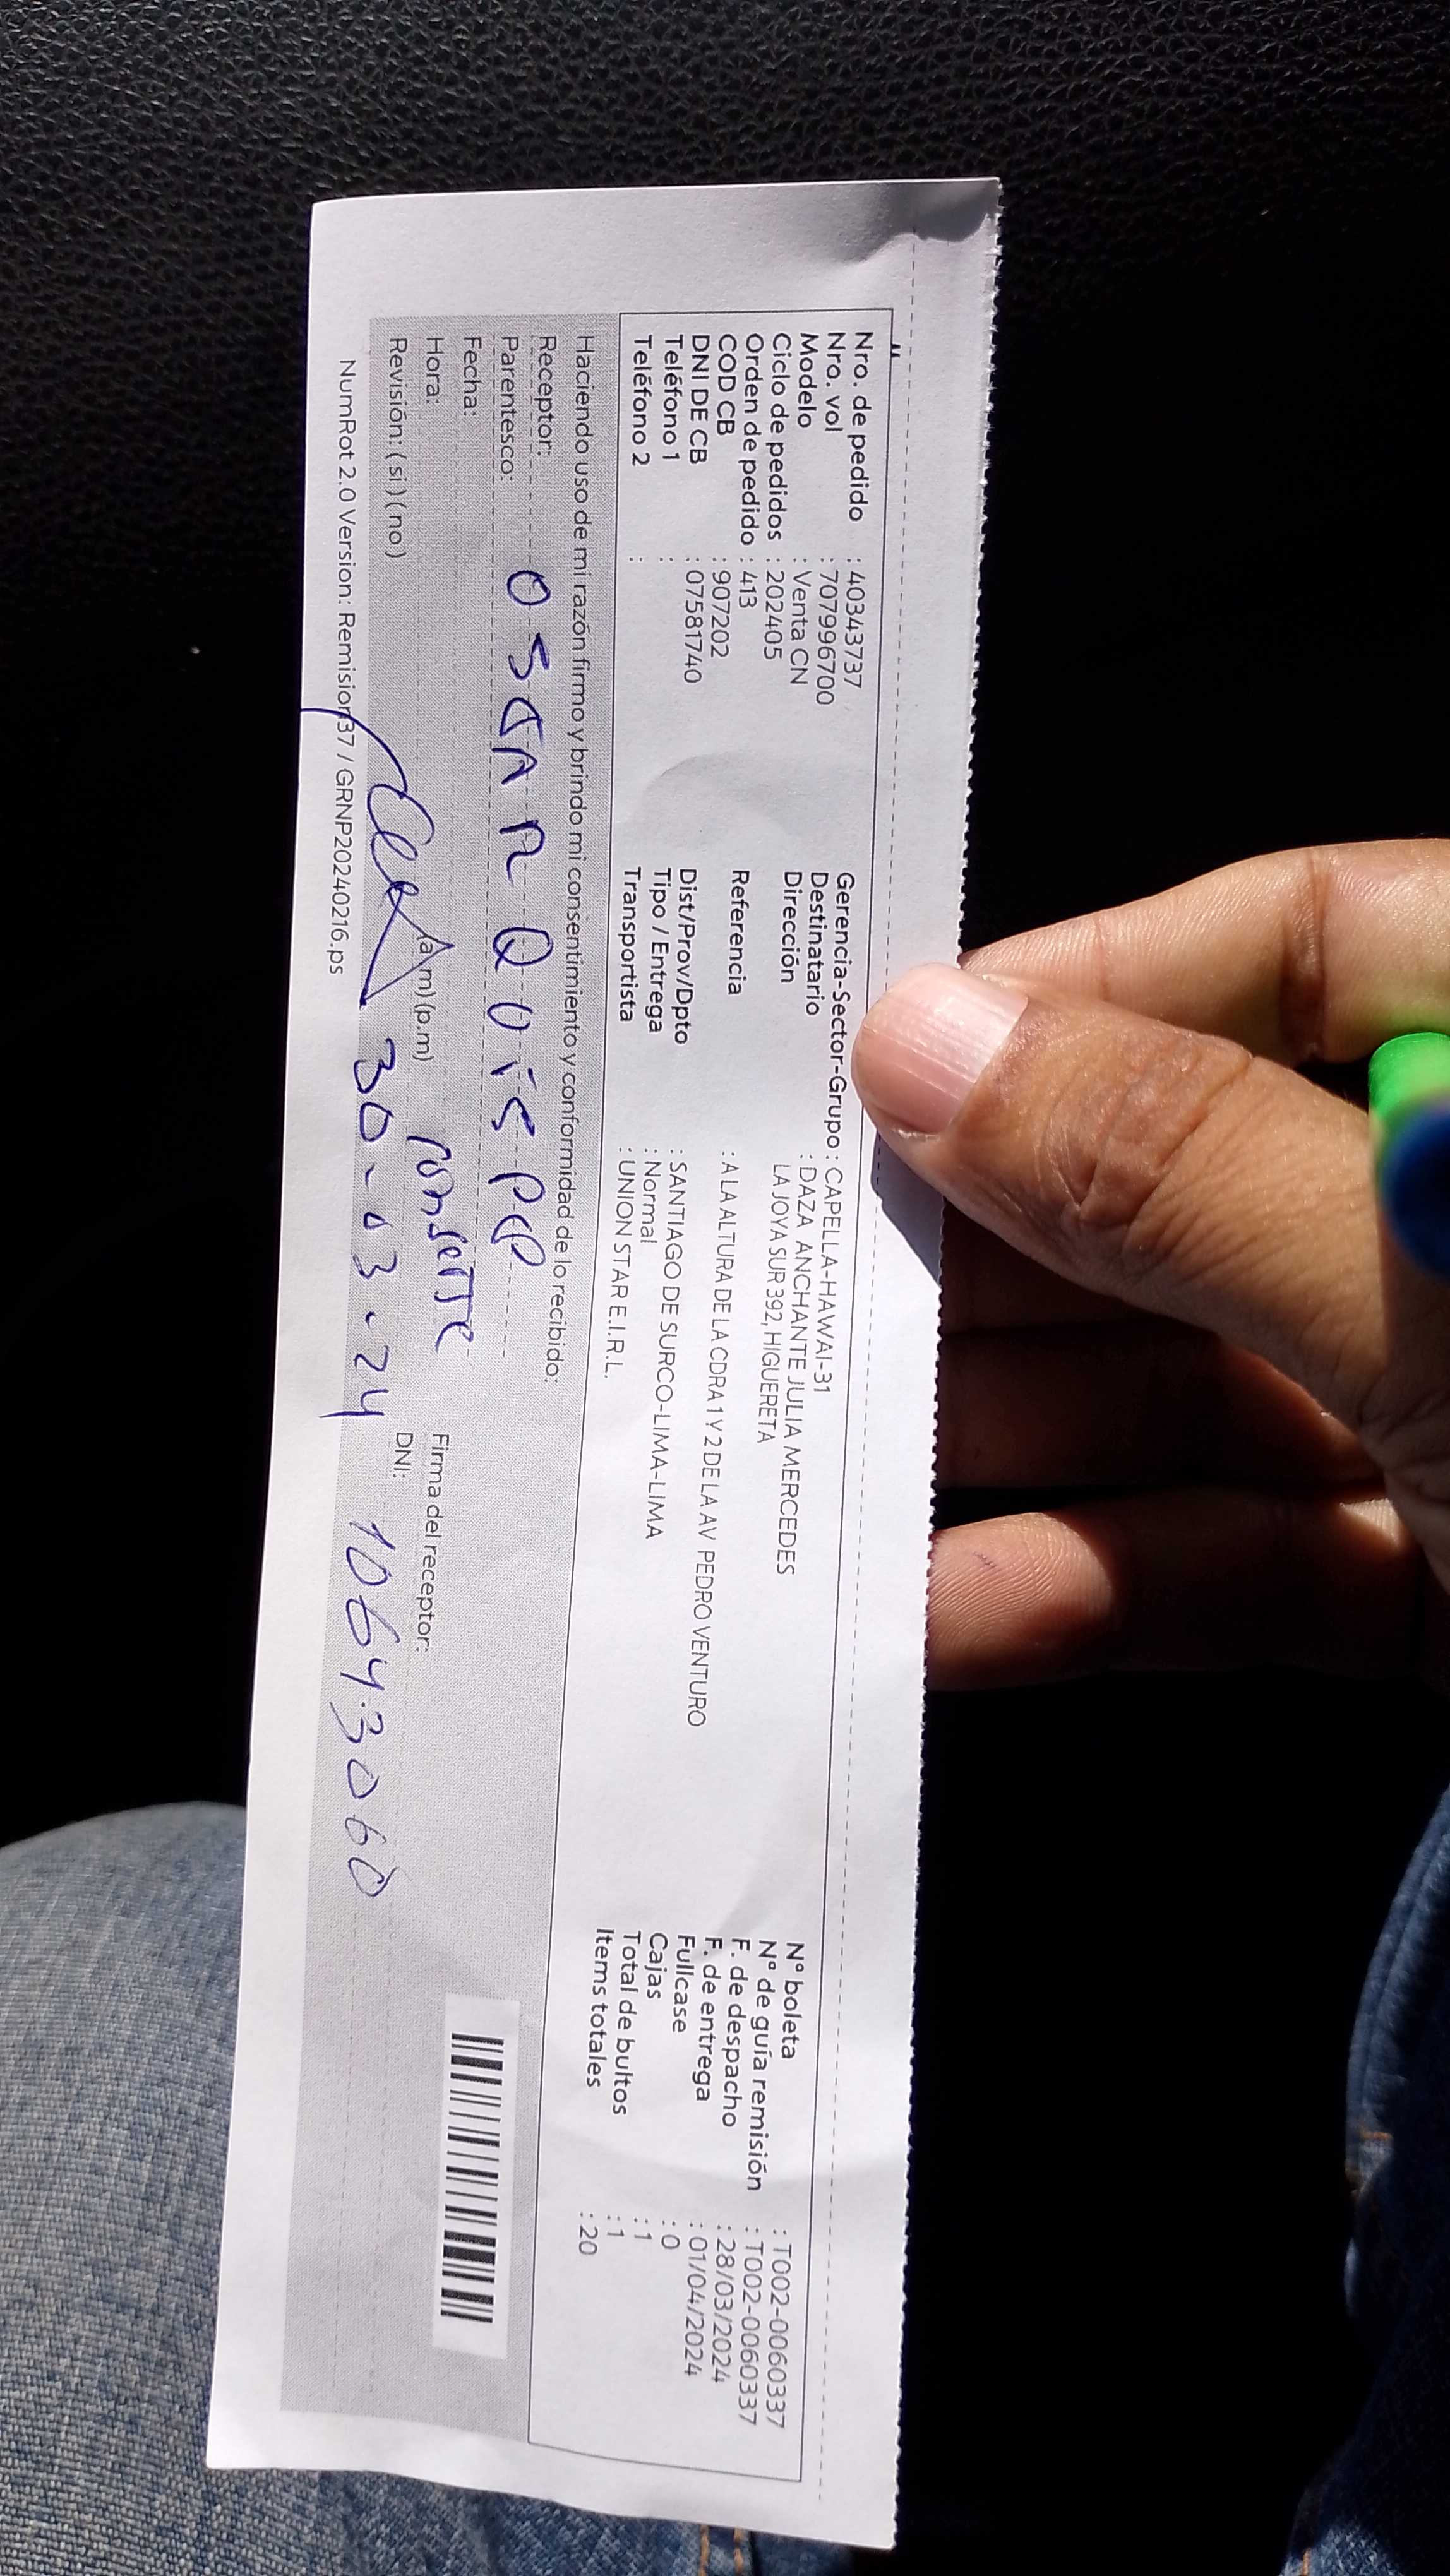 Nro. de pedido : 40343737
Nro. vol : 7079996700
Modelo : Venta CN
Ciclo de pedidos : 202405
Orden de pedido : 413
COD CB : 907202
DNI DE CB : 07581740
Teléfono 1 :
Teléfono 2 :
Gerencia-Sector-Grupo : CAPELLA-HAWAI-31
Destinatario : DAZA ANCHANTE JULIA MERCEDES
Dirección LA JOYA SUR 392, HIGUERETA
Referencia : A LA ALTURA DE LA CDRA 1 Y 2 DE LA AV PEDRO VENTURO
Dist/Prov/Dpto : SANTIAGO DE SURCO-LIMA-LIMA
Tipo / Entrega : Normal
Transportista : UNION STAR E.I.R.L.
N° boleta : T002-0060337
N° de guía remisión : T002-0060337
F. de despacho : 28/03/2024
F. de entrega : 01/04/2024
Fullcase : 0
Cajas : 1
Total de bultos : 1
Items totales : 20
Haciendo uso de mi razón firmo y brindo mi consentimiento y conformidad de lo recibido:
Receptor:
Parentesco: OSCAR QUISPE
Fecha:
Hora: (a m) (p.m)
Revisión: ( si ) ( no )
30-03-24
Firma del receptor:
DNI: 10643060
NumRot 2.0 Version: Remision37 / GRNP20240216.ps